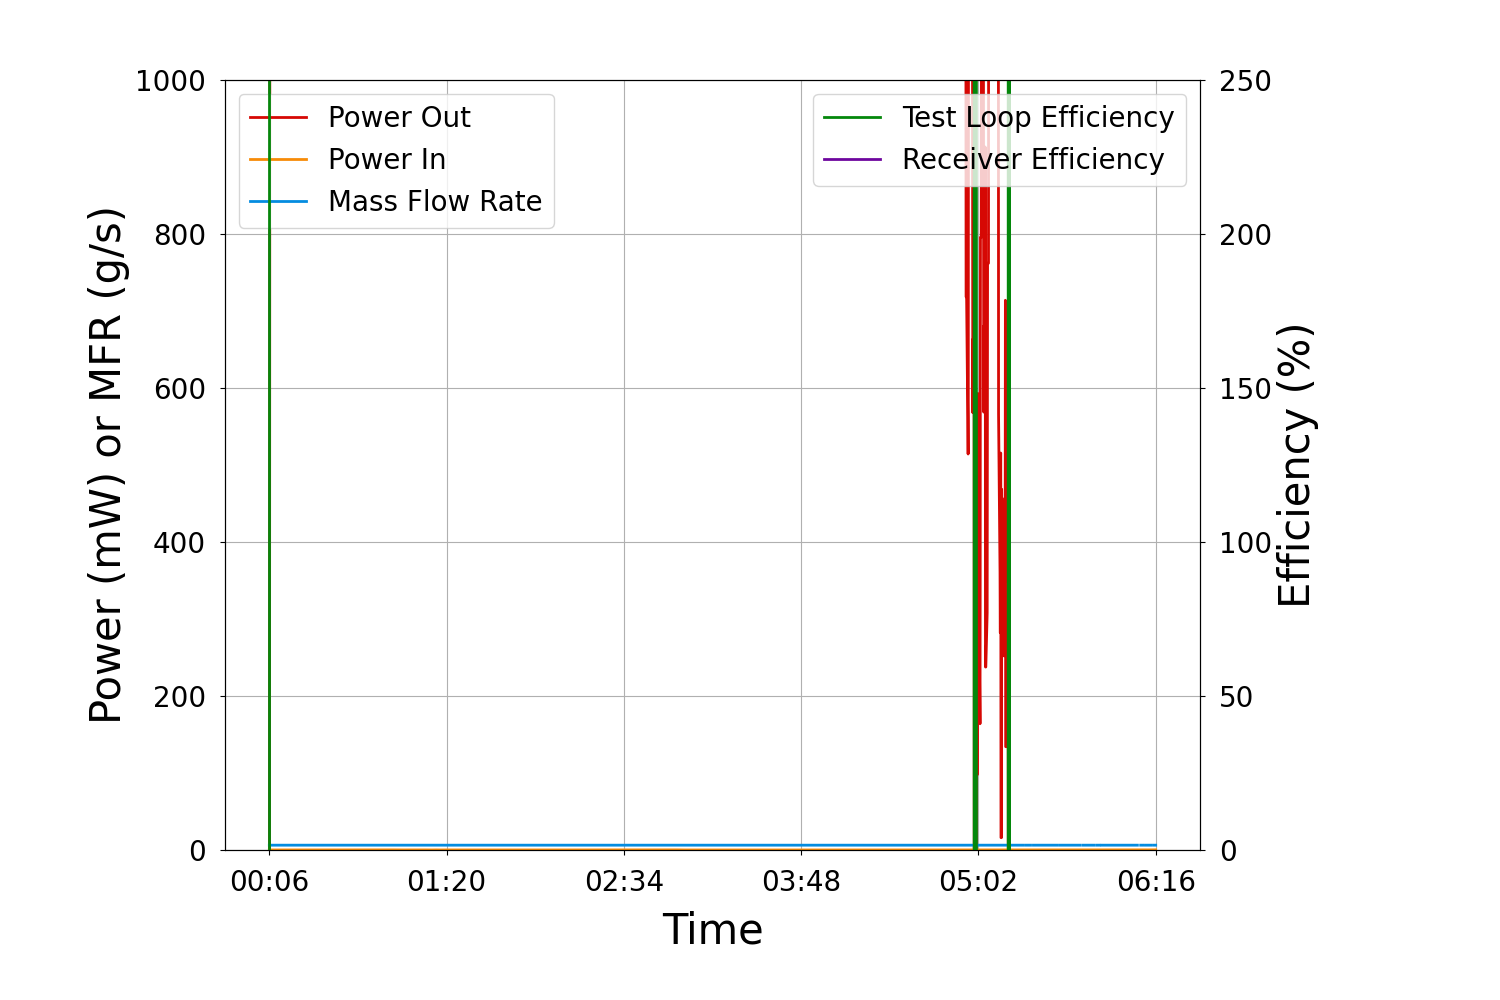 Power Out
Power In
Mass Flow Rate
Test Loop Efficiency
Receiver Efficiency
1000
800
600
400
200
0
Power (mW) or MFR (g/s)
250
200
150
100
50
0
Efficiency (%)
00:06 01:20 02:34 03:48 05:02 06:16
Time